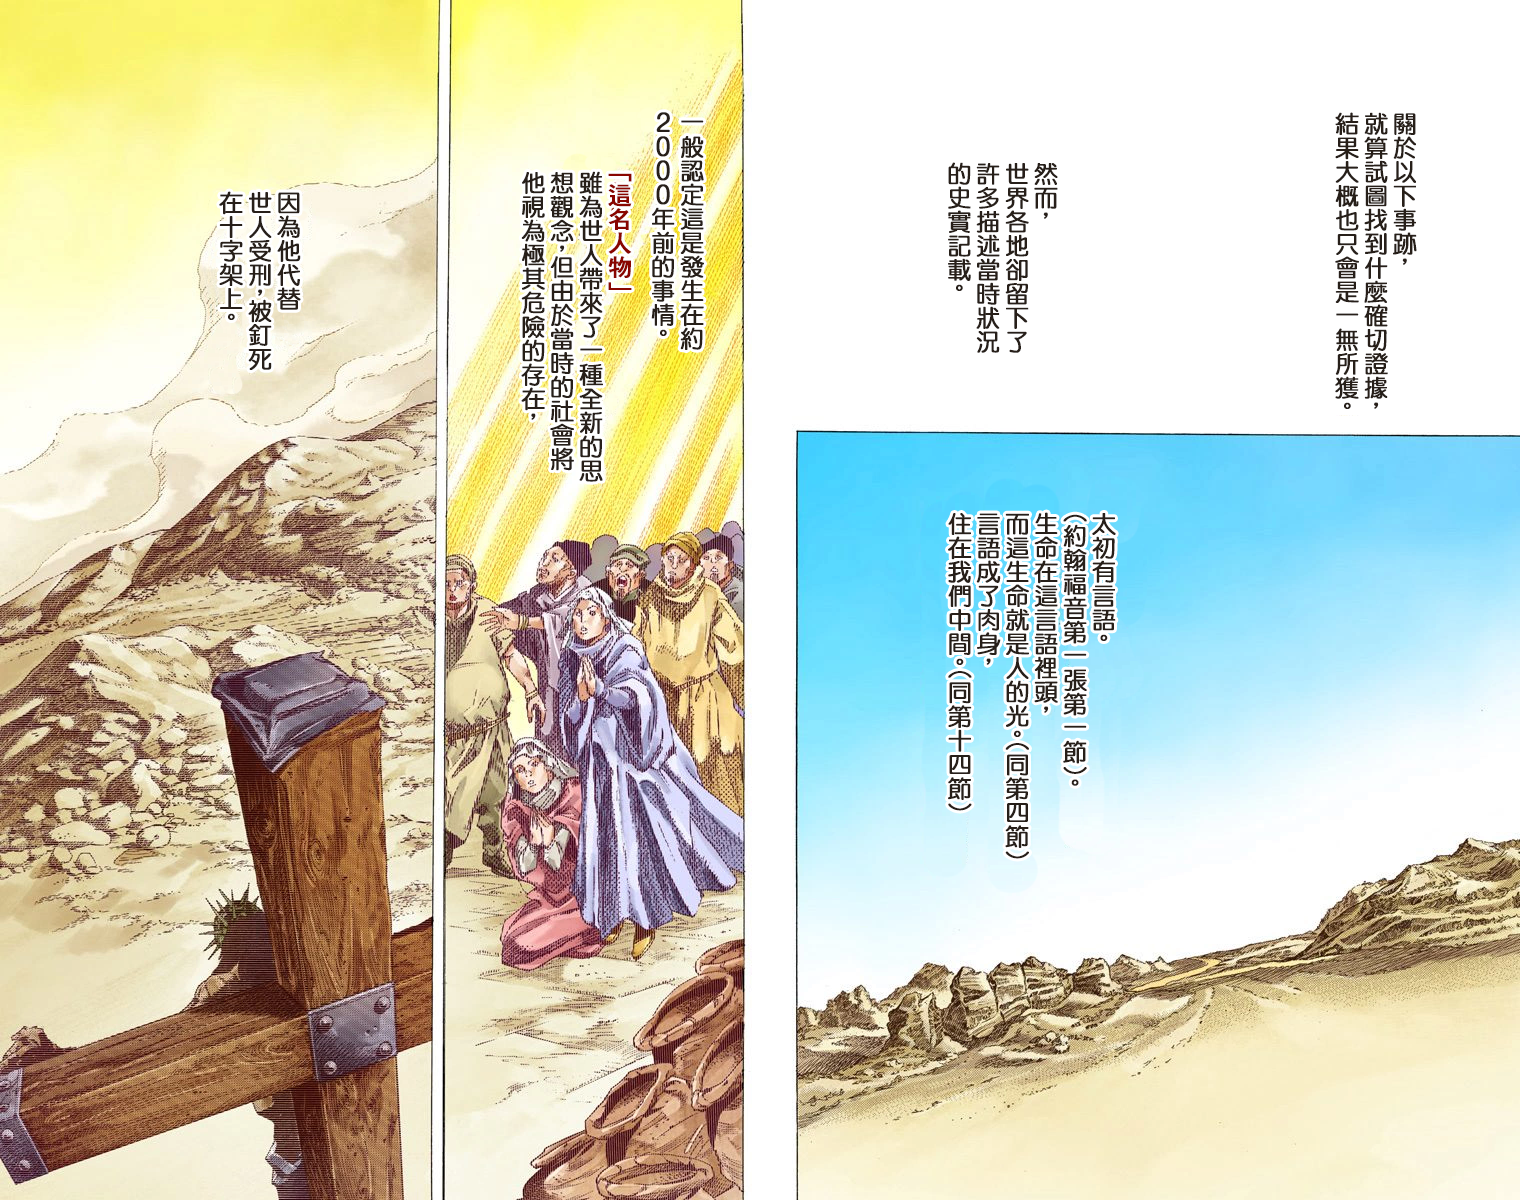 關於以下事跡，
就算試圖找到什麼確切證據，
結果大概也只會是一無所獲。
然而，
世界各地卻留下了
許多描述當時狀況
的史實記載。
太初有言語。
（約翰福音第一張第一節）。
生命在這言語裡頭，
而這生命就是人的光。（同第四節）
言語成了肉身，
住在我們中間。（同第十四節）
一般認定這是發生在約
2000年前的事情。
「這名人物」
雖為世人帶來了一種全新的思
想觀念，但由於當時的社會將
他視為極其危險的存在，
因為他代替
世人受刑，被釘死
在十字架上。